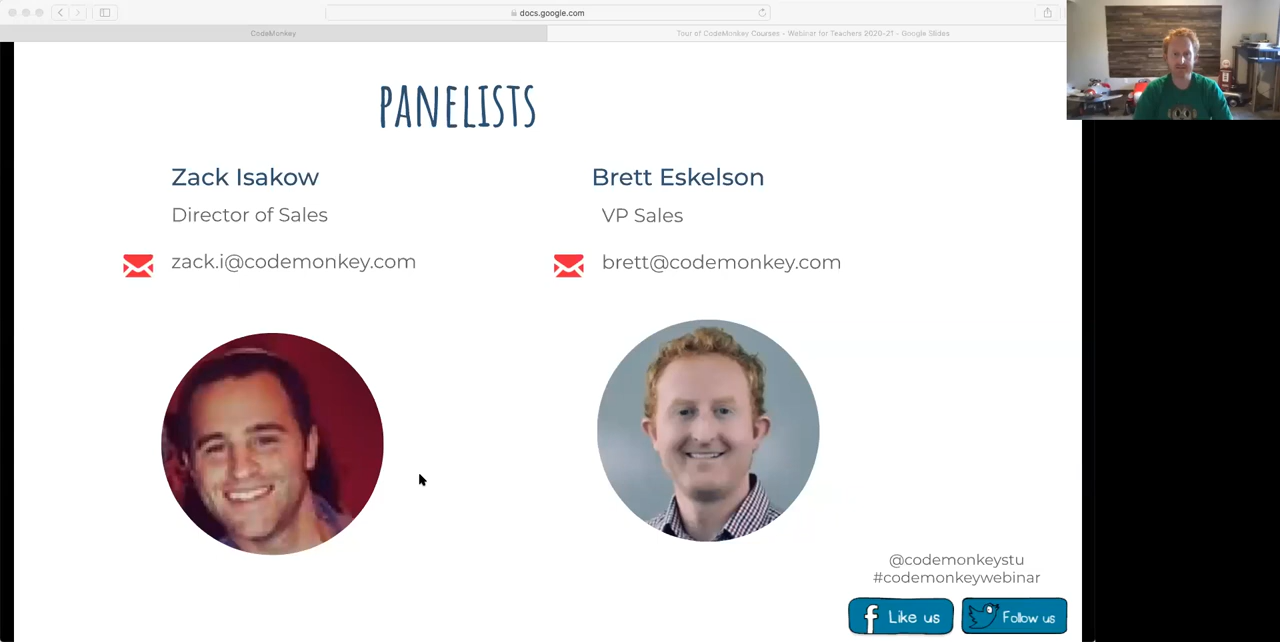 docs.google.com
CodeMonkey
Tour of CodeMonkey Courses - Webinar for Teachers 2020-21 - Google Slides
PANELISTS
Zack Isakow
Director of Sales
zack.i@codemonkey.com
Brett Eskelson
VP Sales
brett@codemonkey.com
@codemonkeystu
#codemonkeywebinar
f Like us
Follow us